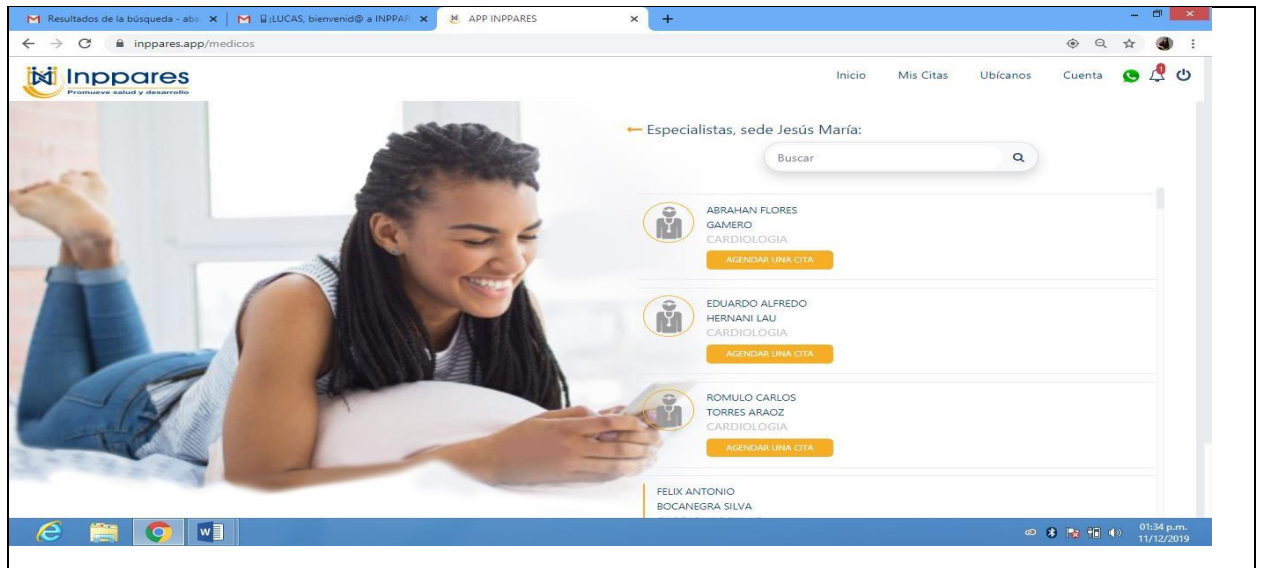 Resultados de la búsqueda - aba
¡LUCAS, bienvenid@ a INPPAR
APP INPPARES
inppares.app/medicos
Inppares
Promueve salud y desarrollo
Inicio Mis Citas Ubícanos Cuenta
Especialistas, sede Jesús María:
Buscar
ABRAHAN FLORES
GAMERO
CARDIOLOGIA
AGENDAR UNA CITA
EDUARDO ALFREDO
HERNANI LAU
CARDIOLOGIA
AGENDAR UNA CITA
ROMULO CARLOS
TORRES ARAOZ
CARDIOLOGIA
AGENDAR UNA CITA
FELIX ANTONIO
BOCANEGRA SILVA
01:34 p.m.
11/12/2019